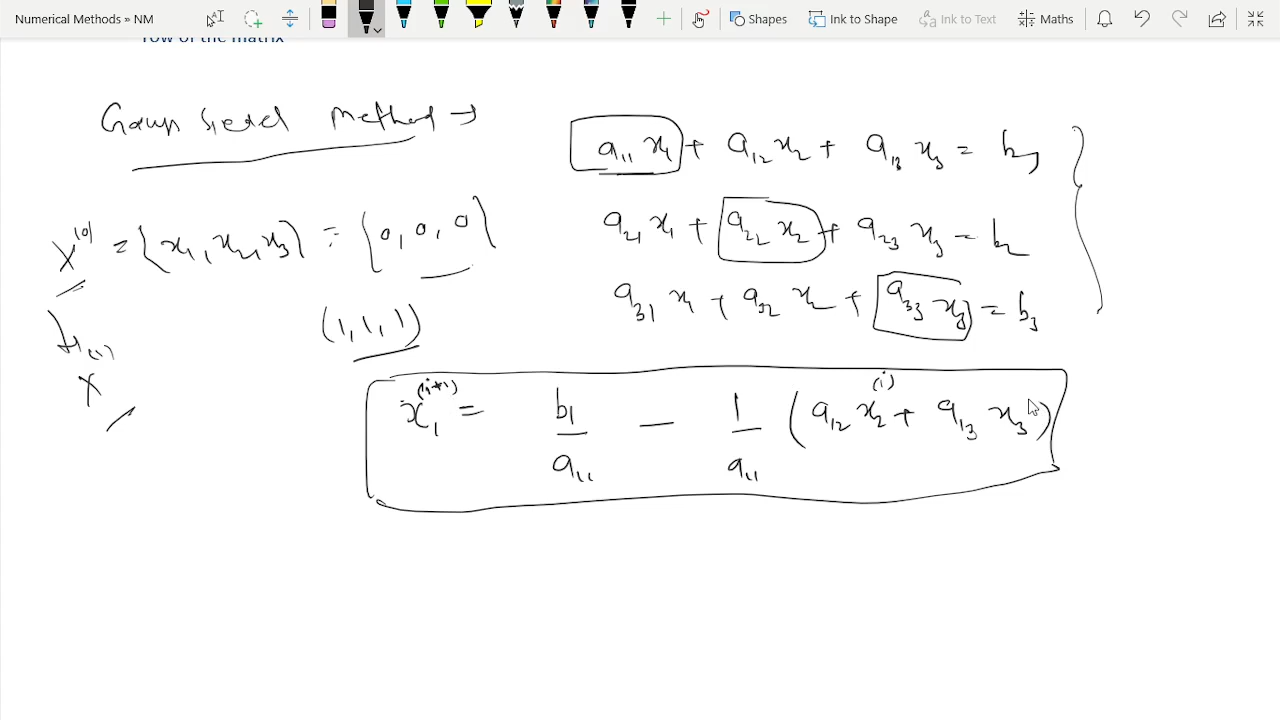 Numerical Methods » NM
Shapes
Ink to Shape
Ink to Text
Maths
row of the matrix
Gauss Siedel Method →
a₁₁ x₁ + a₁₂ x₂ + a₁₃ x₃ = b₁
a₂₁ x₁ + a₂₂ x₂ + a₂₃ x₃ = b₂
X⁽⁰⁾ = {x₁, x₂, x₃} = {0, 0, 0}
a₃₁ x₁ + a₃₂ x₂ + a₃₃ x₃ = b₃
(1, 1, 1)
X
x₁⁽ⁱ⁺¹⁾ = b₁/a₁₁ — 1/a₁₁ (a₁₂ x₂⁽ⁱ⁾ + a₁₃ x₃)